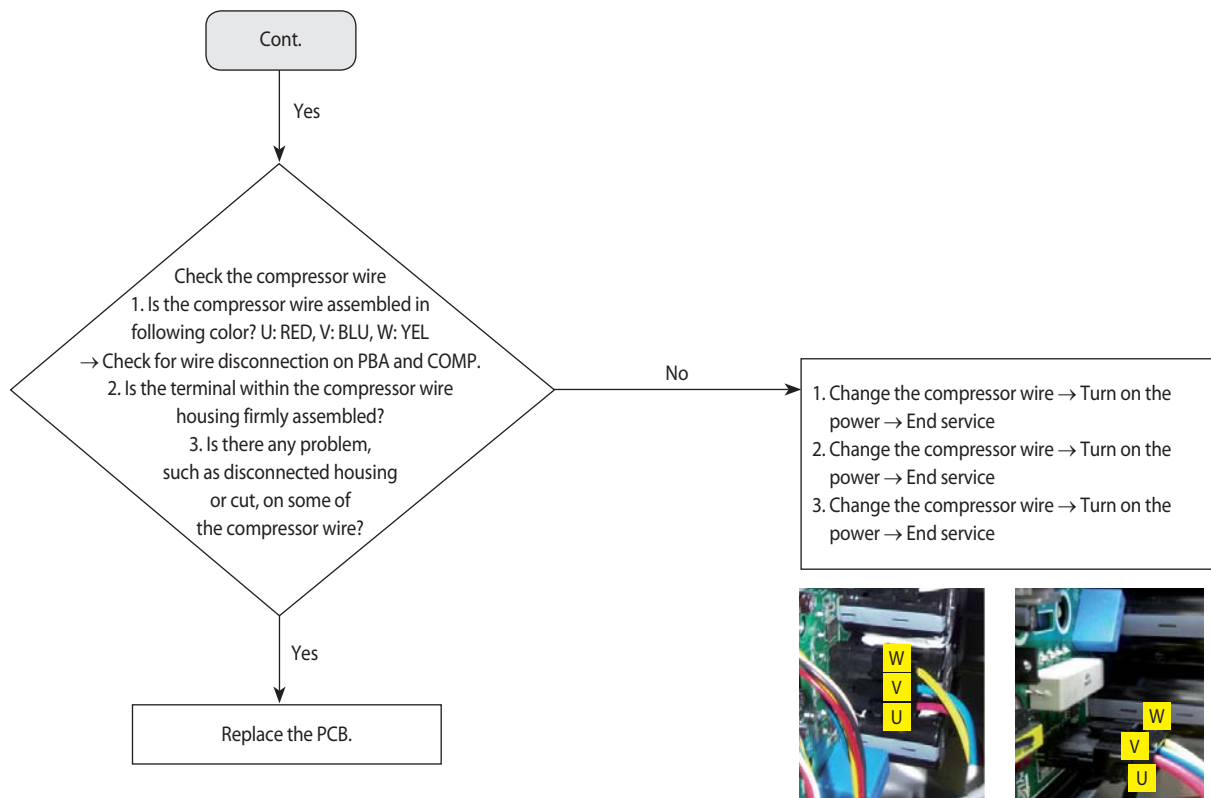 Cont.
Yes
Check the compressor wire
1. Is the compressor wire assembled in
following color? U: RED, V: BLU, W: YEL
→ Check for wire disconnection on PBA and COMP.
2. Is the terminal within the compressor wire
housing firmly assembled?
3. Is there any problem,
such as disconnected housing
or cut, on some of
the compressor wire?
No
1. Change the compressor wire → Turn on the
power → End service
2. Change the compressor wire → Turn on the
power → End service
3. Change the compressor wire → Turn on the
power → End service
Yes
Replace the PCB.
W
V
U
W
V
U